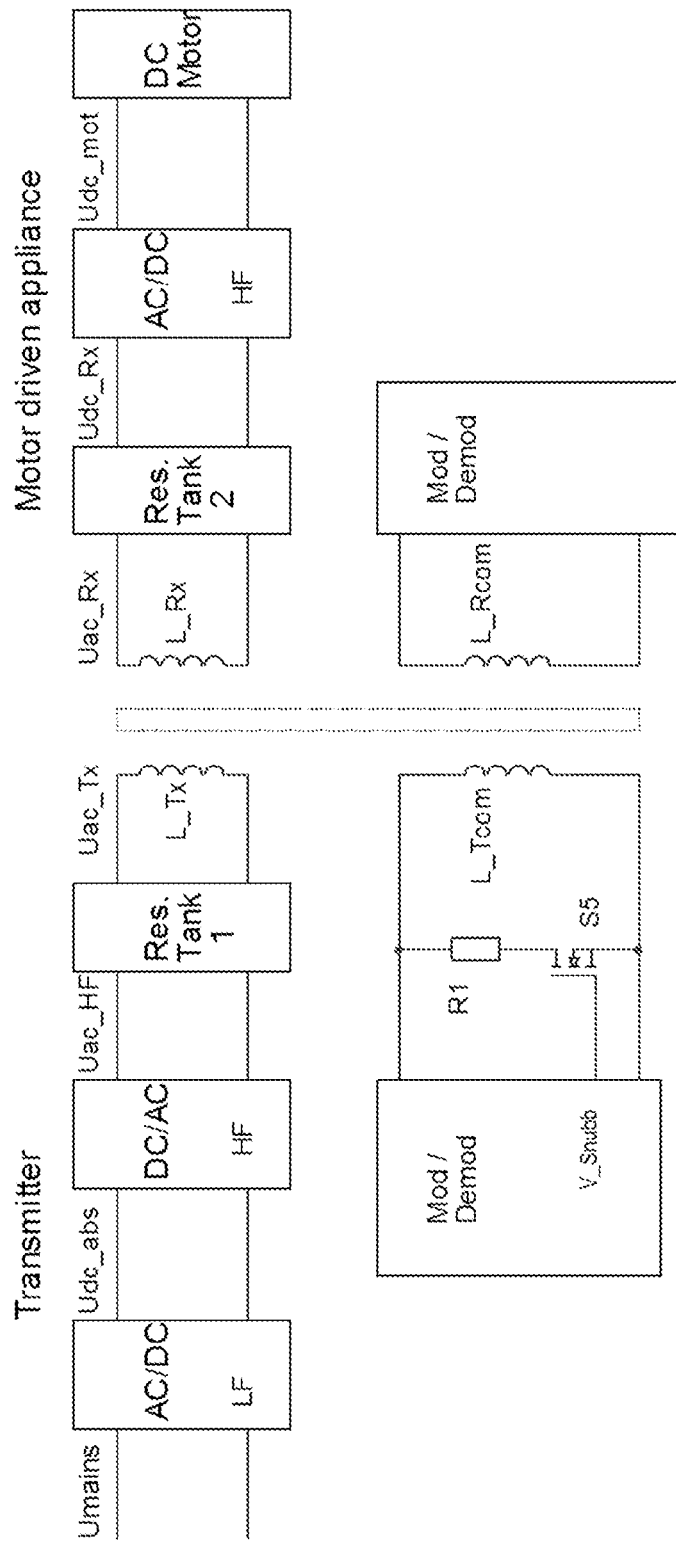 Transmitter
Motor driven appliance
Umains
AC/DC
LF
Udc_abs
DC/AC
HF
Uac_HF
Res.
Tank
1
Uac_Tx
L_Tx
Uac_Rx
L_Rx
Res.
Tank
2
Udc_Rx
AC/DC
HF
Udc_mot
DC
Motor
Mod /
Demod
V_Snubb
R1
S5
L_Tcom
L_Rcom
Mod /
Demod